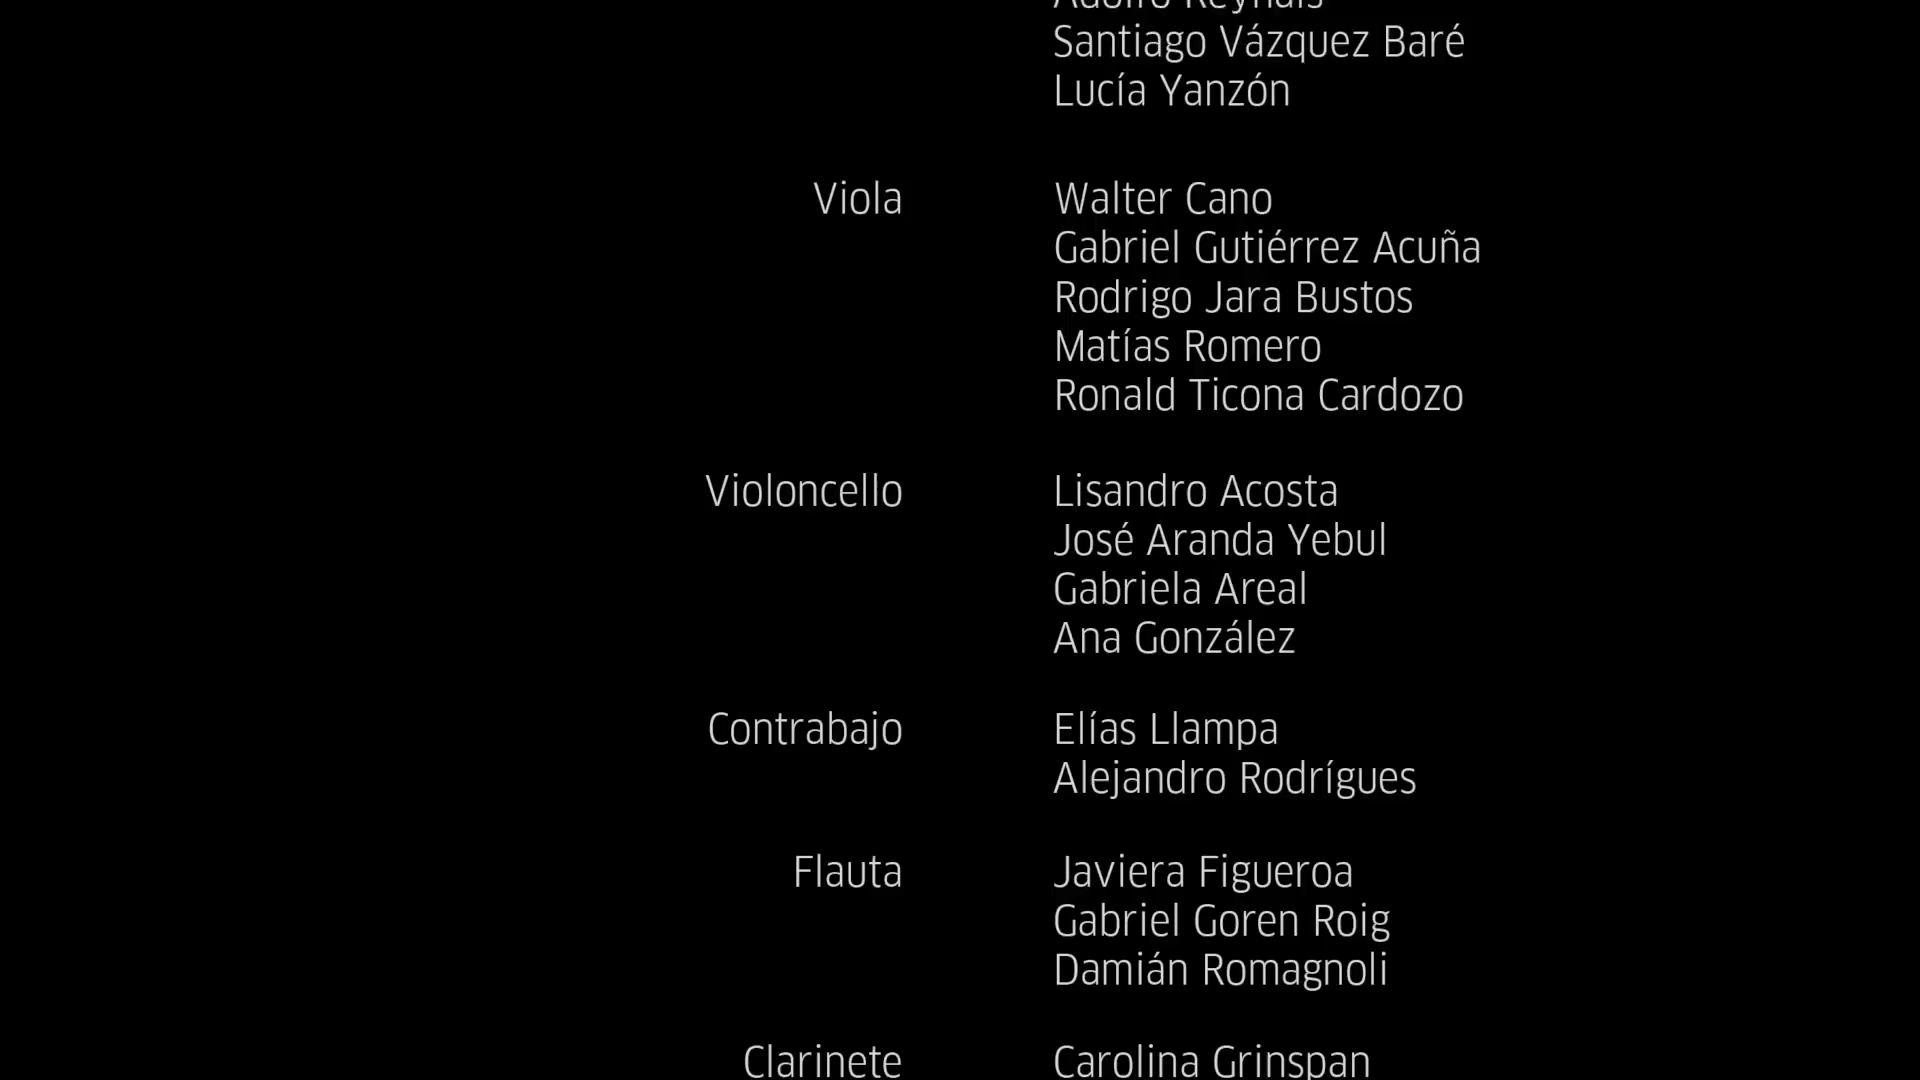 Santiago Vázquez Baré
Lucía Yanzón
Viola Walter Cano
Gabriel Gutiérrez Acuña
Rodrigo Jara Bustos
Matías Romero
Ronald Ticona Cardozo
Violoncello Lisandro Acosta
José Aranda Yebul
Gabriela Areal
Ana González
Contrabajo Elías Llampa
Alejandro Rodrígues
Flauta Javiera Figueroa
Gabriel Goren Roig
Damián Romagnoli
Clarinete Carolina Grinspan